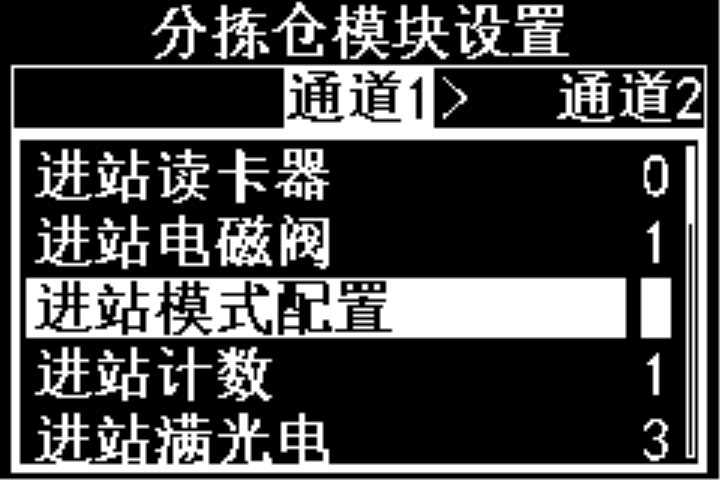 分拣仓模块设置
通道1> 通道2
进站读卡器 0
进站电磁阀 1
进站模式配置
进站计数 1
进站满光电 3